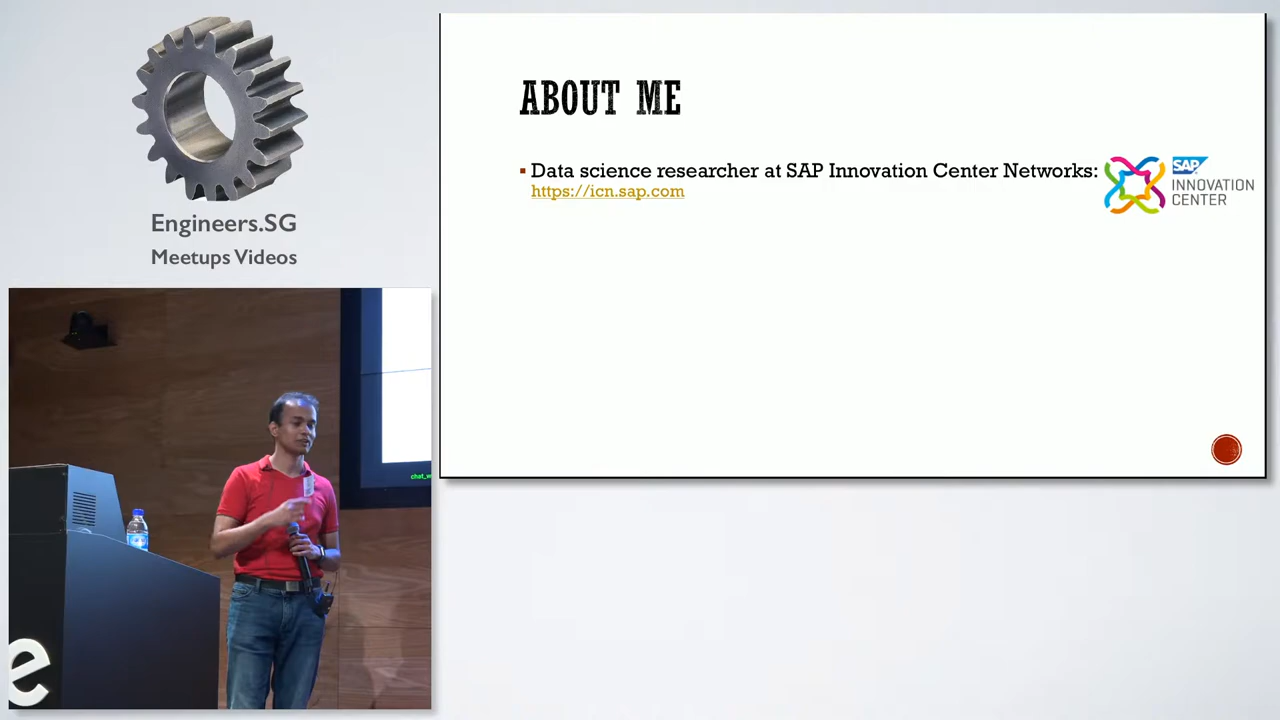 Engineers.SG
Meetups Videos
ABOUT ME
Data science researcher at SAP Innovation Center Networks:
https://icn.sap.com
SAP
INNOVATION
CENTER
e